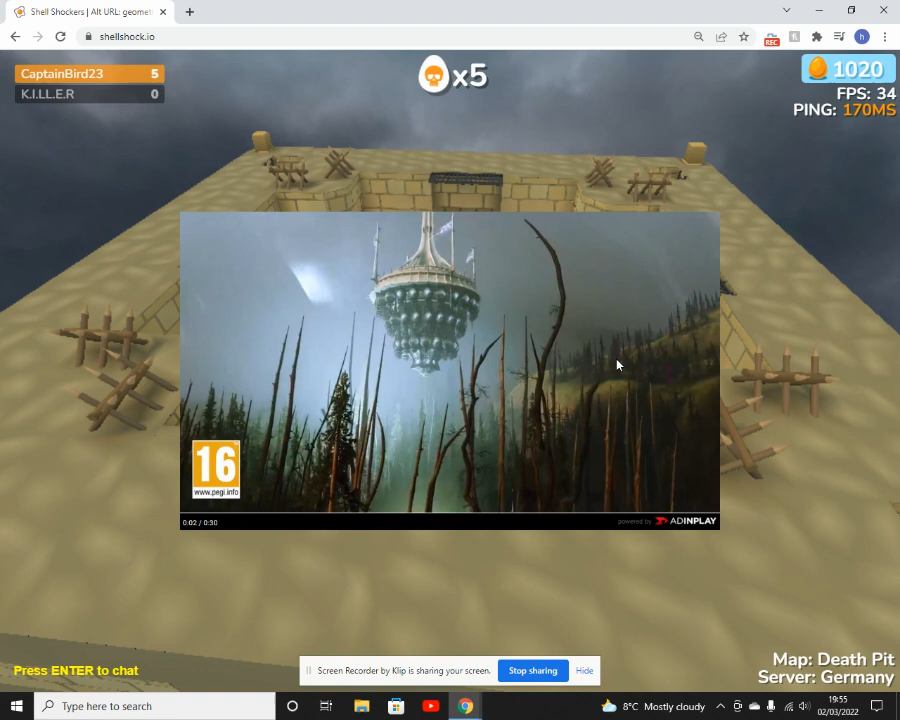 Shell Shockers | Alt URL: geomet
shellshock.io
REC
h
CaptainBird23 5
K.I.L.L.E.R 0
x5
1020
FPS: 34
PING: 170MS
16
www.pegi.info
0:02 / 0:30
powered by ADINPLAY
Press ENTER to chat
Screen Recorder by Klip is sharing your screen.
Stop sharing
Hide
Map: Death Pit
Server: Germany
Type here to search
8°C Mostly cloudy
19:55
02/03/2022